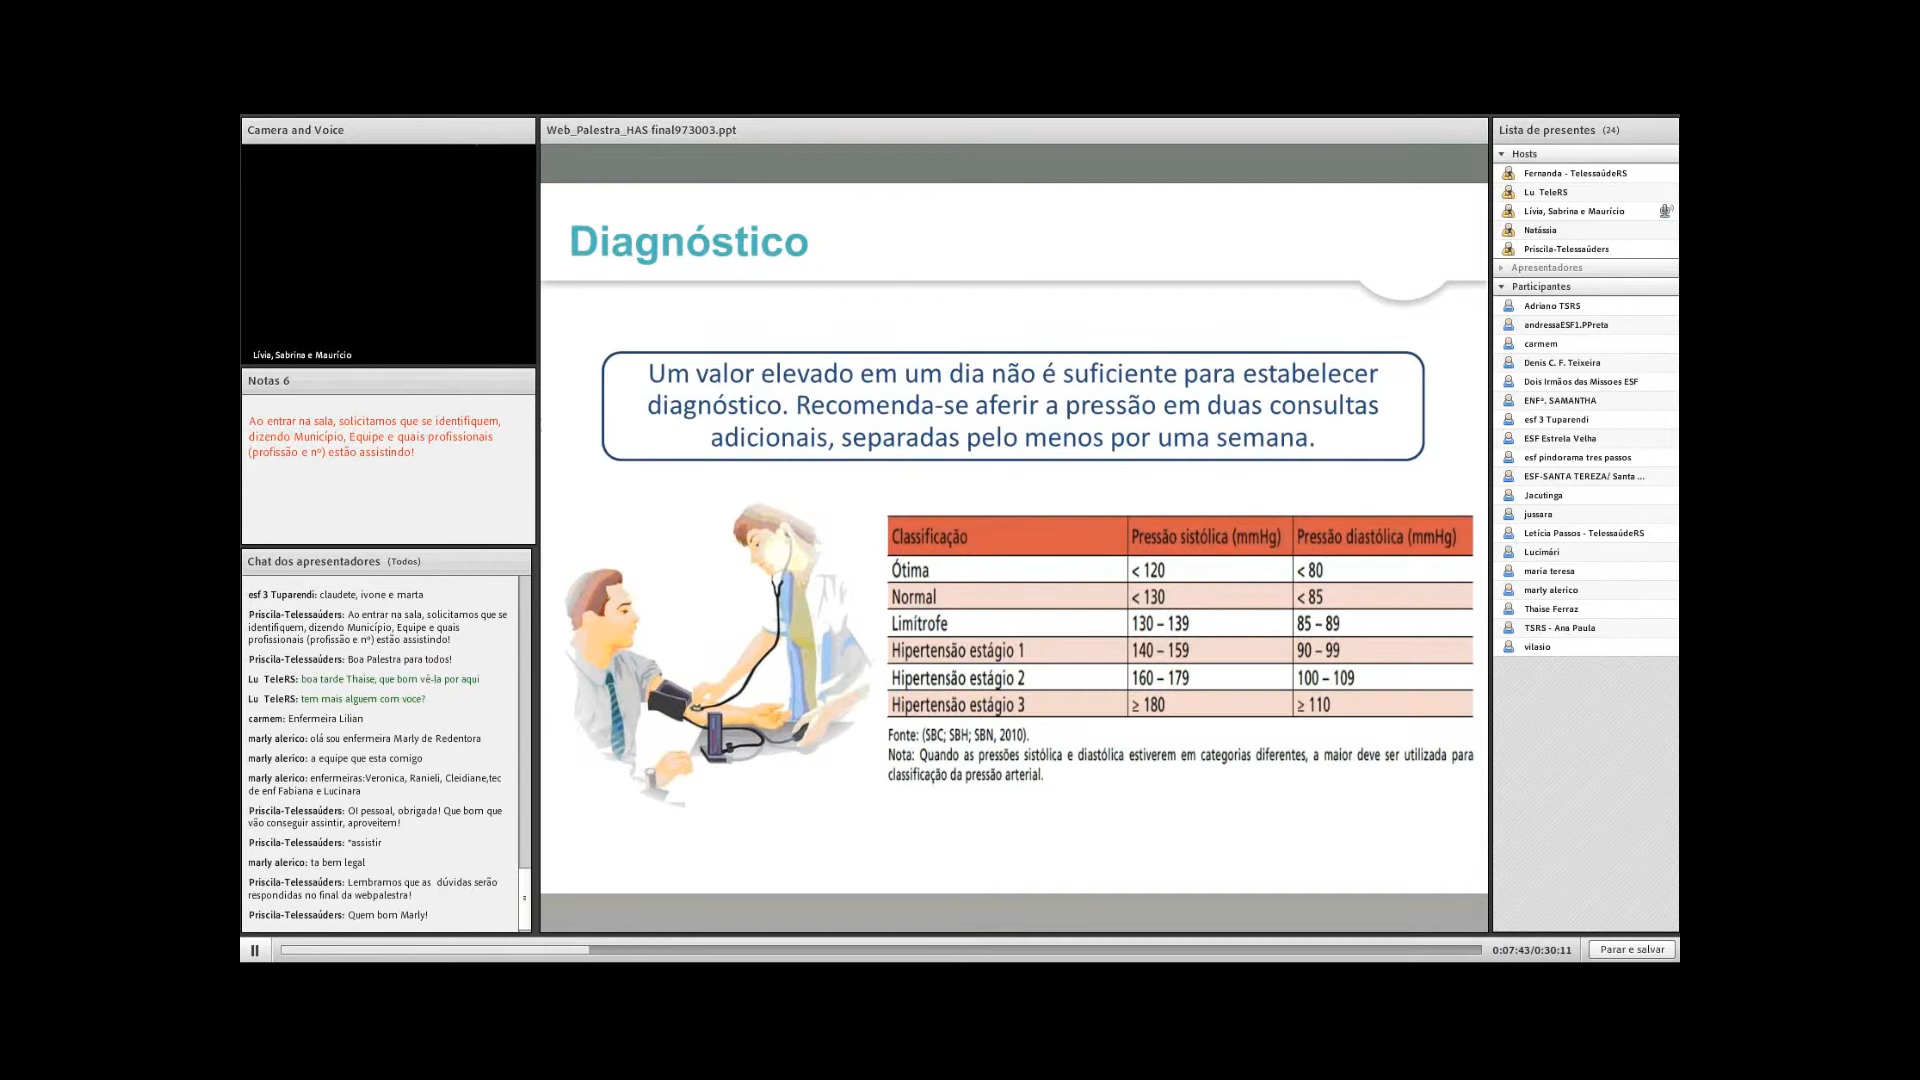 Camera and Voice
Lívia, Sabrina e Maurício
Notas 6
Ao entrar na sala, solicitamos que se identifiquem,
dizendo Município, Equipe e quais profissionais
(profissão e nº) estão assistindo!
Chat dos apresentadores (Todos)
esf 3 Tuparendi: claudete, ivone e marta
Priscila-Telessaúders: Ao entrar na sala, solicitamos que se
identifiquem, dizendo Município, Equipe e quais
profissionais (profissão e nº) estão assistindo!
Priscila-Telessaúders: Boa Palestra para todos!
Lu TeleRS: boa tarde Thaise, que bom vê-la por aqui
Lu TeleRS: tem mais alguem com voce?
carmem: Enfermeira Lilian
marly alerico: olá sou enfermeira Marly de Redentora
marly alerico: a equipe que esta comigo
marly alerico: enfermeiras:Veronica, Ranieli, Cleidiane,tec
de enf Fabiana e Lucinara
Priscila-Telessaúders: OI pessoal, obrigada! Que bom que
vão conseguir assintir, aproveitem!
Priscila-Telessaúders: *assistir
marly alerico: ta bem legal
Priscila-Telessaúders: Lembramos que as dúvidas serão
respondidas no final da webpalestra!
Priscila-Telessaúders: Quem bom Marly!
Web_Palestra_HAS final973003.ppt
Diagnóstico
Um valor elevado em um dia não é suficiente para estabelecer
diagnóstico. Recomenda-se aferir a pressão em duas consultas
adicionais, separadas pelo menos por uma semana.
Classificação Pressão sistólica (mmHg) Pressão diastólica (mmHg)
Ótima < 120 < 80
Normal < 130 < 85
Limítrofe 130 – 139 85 – 89
Hipertensão estágio 1 140 – 159 90 – 99
Hipertensão estágio 2 160 – 179 100 – 109
Hipertensão estágio 3 ≥ 180 ≥ 110
Fonte: (SBC; SBH; SBN, 2010).
Nota: Quando as pressões sistólica e diastólica estiverem em categorias diferentes, a maior deve ser utilizada para
classificação da pressão arterial.
Lista de presentes (24)
Hosts
Fernanda - TelessaúdeRS
Lu TeleRS
Lívia, Sabrina e Maurício
Natássia
Priscila-Telessaúders
Apresentadores
Participantes
Adriano TSRS
andressaESF1.PPreta
carmem
Denis C. F. Teixeira
Dois Irmãos das Missoes ESF
ENFª. SAMANTHA
esf 3 Tuparendi
ESF Estrela Velha
esf pindorama tres passos
ESF-SANTA TEREZA/ Santa ...
Jacutinga
jussara
Letícia Passos - TelessaúdeRS
Lucimári
maria teresa
marly alerico
Thaise Ferraz
TSRS - Ana Paula
vilasio
0:07:43/0:30:11
Parar e salvar